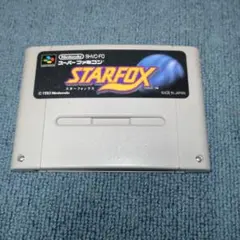 Nintendo SHVC-FO
スーパーファミコン
STARFOX
スターフォックス
© 1993 Nintendo
MADE IN JAPAN